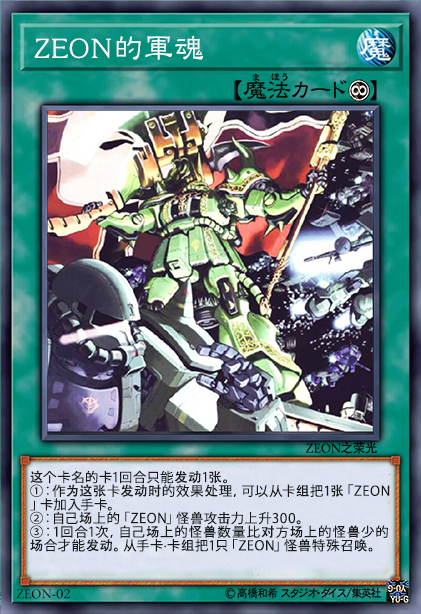 ZEON的軍魂
魔
【魔法カード】
ま ほう
ZEON之荣光
这个卡名的卡1回合只能发动1张。
①：作为这张卡发动时的效果处理，可以从卡组把1张「ZEON
」卡加入手卡。
②：自己场上的「ZEON」怪兽攻击力上升300。
③：1回合1次，自己场上的怪兽数量比对方场上的怪兽少的
场合才能发动。从手卡·卡组把1只「ZEON」怪兽特殊召唤。
ZEON-02
©高橋和希 スタジオ・ダイス/集英社
YU-G